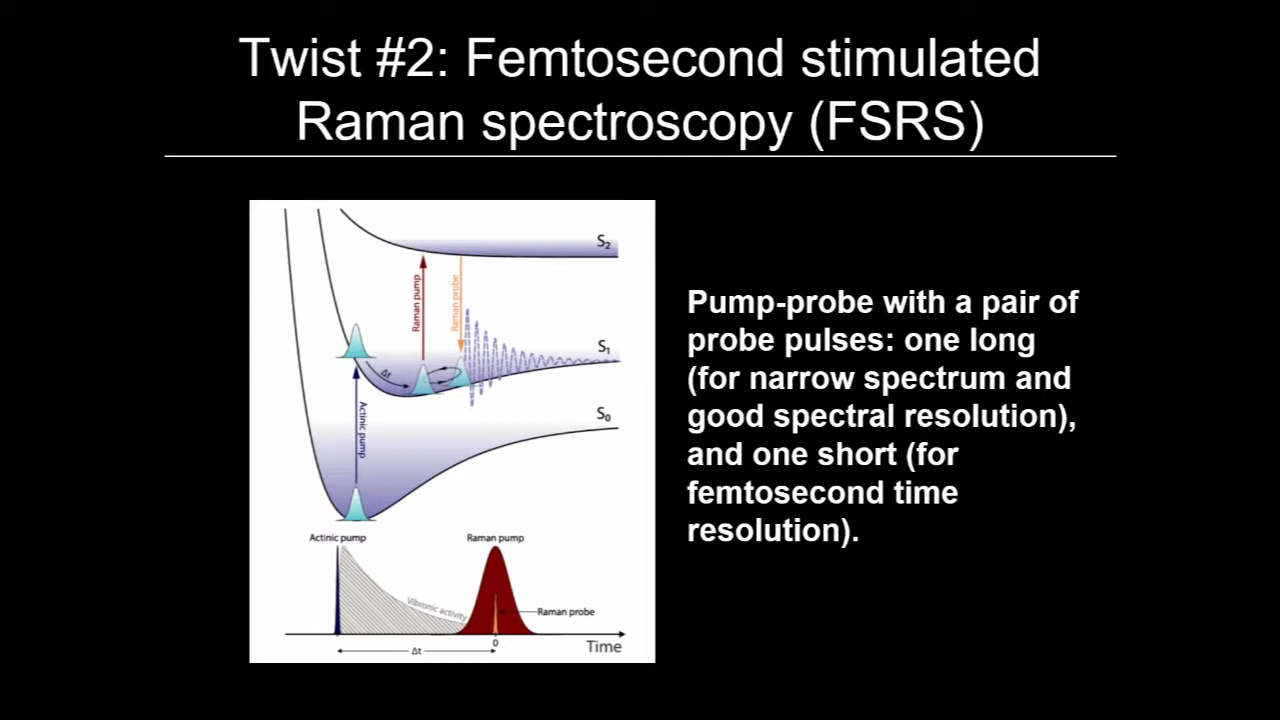 Twist #2: Femtosecond stimulated
Raman spectroscopy (FSRS)
S₂
Raman pump
Raman probe
S₁
Δt
Actinic pump
S₀
Pump-probe with a pair of
probe pulses: one long
(for narrow spectrum and
good spectral resolution),
and one short (for
femtosecond time
resolution).
Actinic pump
Raman pump
Vibronic activity
Raman probe
0
Time
Δt